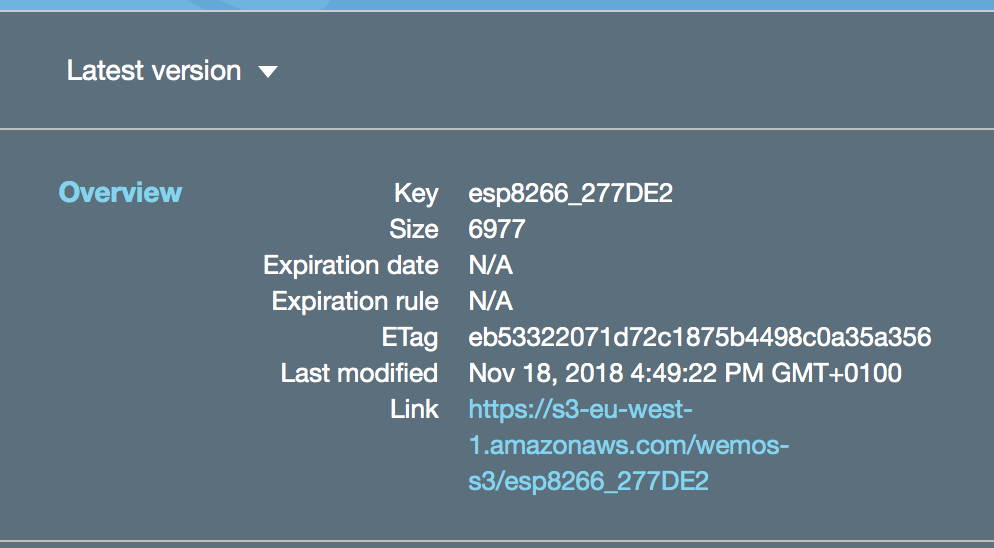 Latest version
Overview
Key esp8266_277DE2
Size 6977
Expiration date N/A
Expiration rule N/A
ETag eb53322071d72c1875b4498c0a35a356
Last modified Nov 18, 2018 4:49:22 PM GMT+0100
Link https://s3-eu-west-
1.amazonaws.com/wemos-
s3/esp8266_277DE2